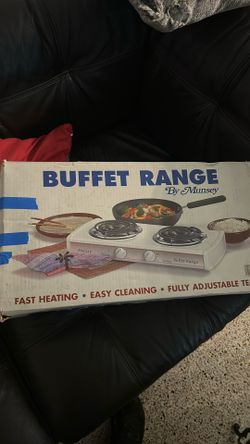 BUFFET RANGE
By Munsey
FAST HEATING • EASY CLEANING • FULLY ADJUSTABLE TE